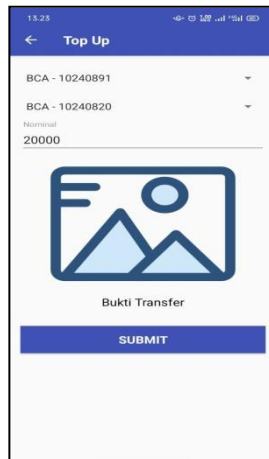 13.23
Top Up
BCA - 10240891
BCA - 10240820
Nominal
20000
Bukti Transfer
SUBMIT